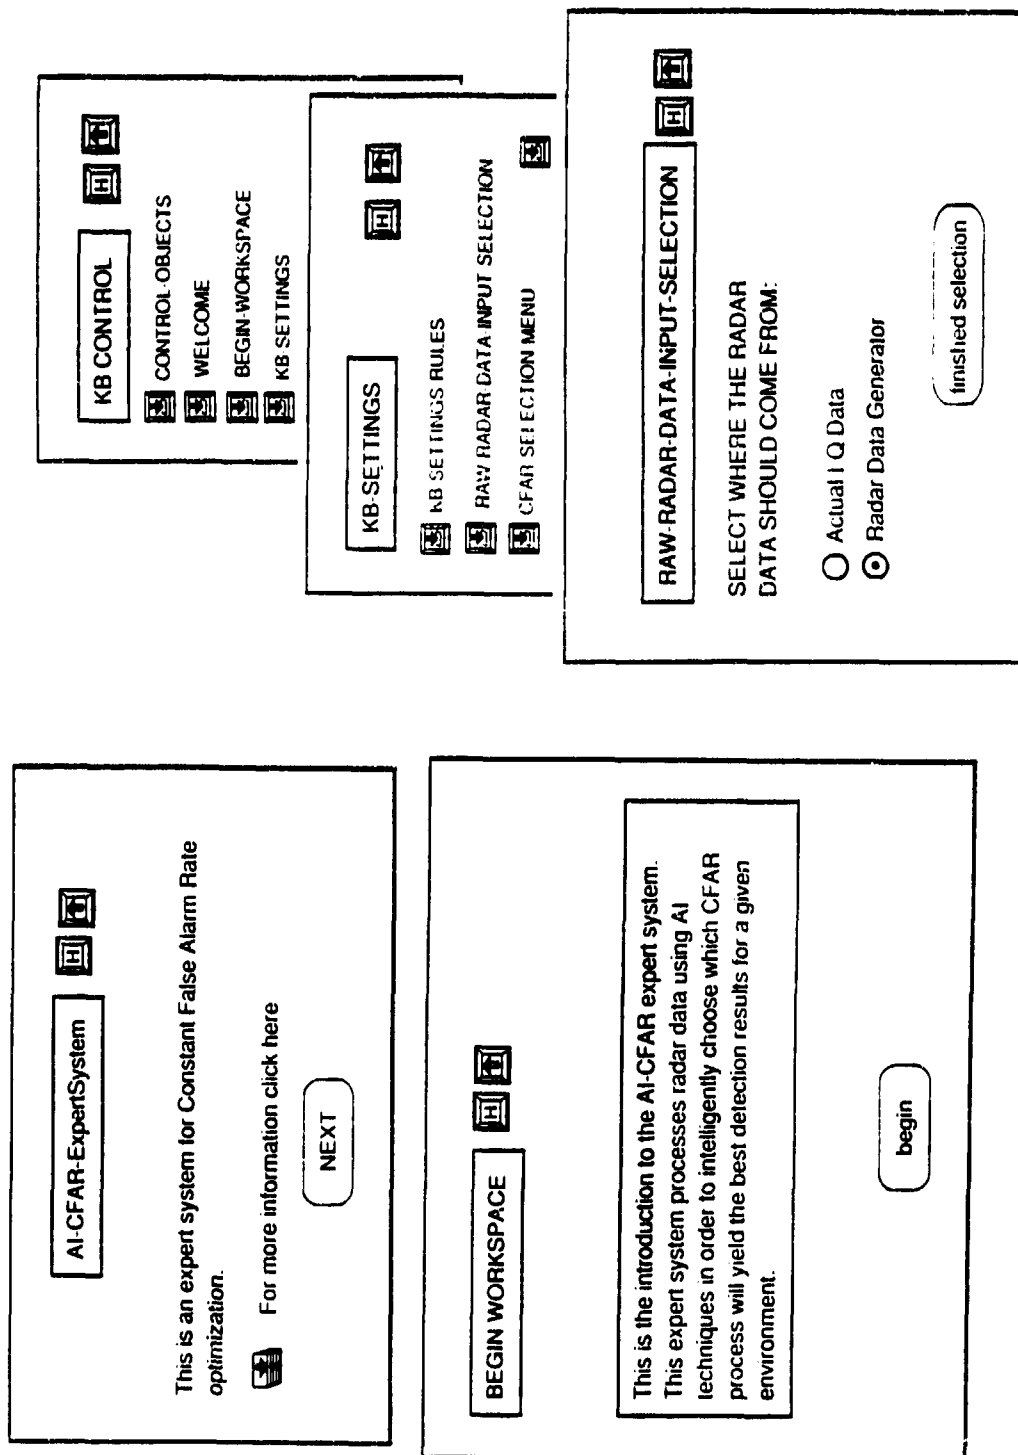 AI-CFAR-ExpertSystem
H
This is an expert system for Constant False Alarm Rate
optimization.
For more information click here
NEXT
BEGIN WORKSPACE
H
This is the introduction to the AI-CFAR expert system.
This expert system processes radar data using AI
techniques in order to intelligently choose which CFAR
process will yield the best detection results for a given
environment.
begin
KB CONTROL
H
CONTROL-OBJECTS
WELCOME
BEGIN-WORKSPACE
KB SETTINGS
KB-SETTINGS
H
KB SETTINGS RULES
RAW RADAR-DATA-INPUT SELECTION
CFAR SELECTION MENU
RAW-RADAR-DATA-INPUT-SELECTION
H
SELECT WHERE THE RADAR
DATA SHOULD COME FROM:
Actual I Q Data
Radar Data Generator
finished selection